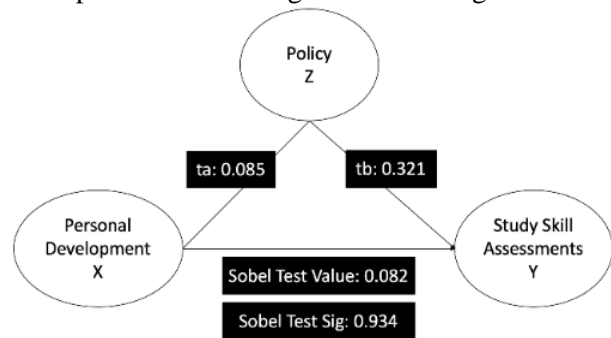 Policy
Z
ta: 0.085
tb: 0.321
Personal
Development
X
Study Skill
Assessments
Y
Sobel Test Value: 0.082
Sobel Test Sig: 0.934